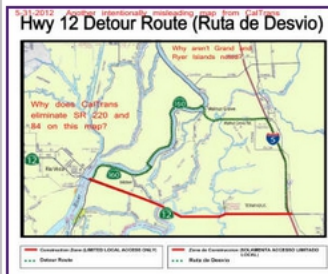 5-31-2012 Another intentionally misleading map from CalTrans
Hwy 12 Detour Route (Ruta de Desvio)
Why aren't Grand and
Ryer Islands noted?
Why does CalTrans
eliminate SR 220 and
84 on this map?
160
5
12
160
12
Construction Zone (LIMITED LOCAL ACCESS ONLY)
Detour Route
Zona de Construccion (SOLAMENTA ACCESSO LIMITADO
LOCAL)
Ruta de Desvio